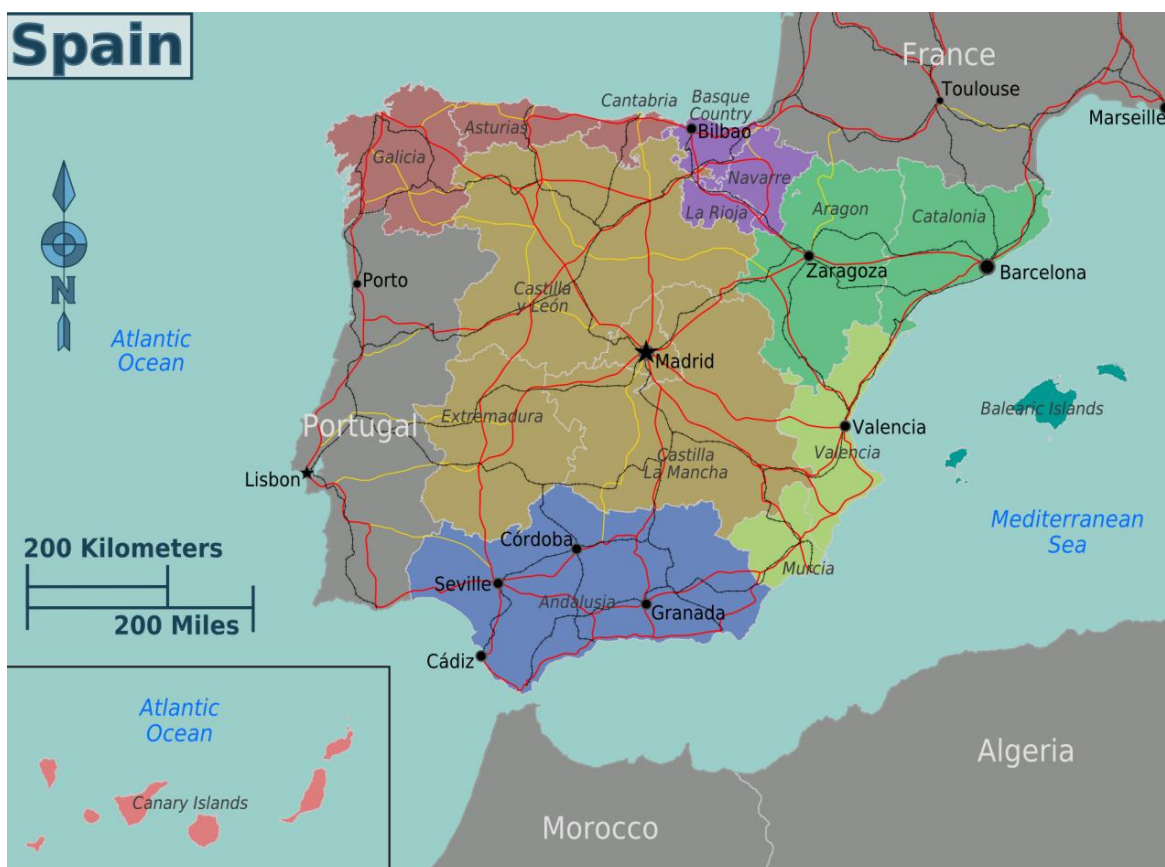 Spain
France
Toulouse
Marseille
Cantabria
Basque
Country
Bilbao
Asturias
Galicia
Navarre
La Rioja
Aragon
Catalonia
Zaragoza
Barcelona
N
Porto
Castilla
y León
Atlantic
Ocean
Madrid
Balearic Islands
Extremadura
Portugal
Valencia
Valencia
Castilla
La Mancha
Lisbon
Mediterranean
Sea
200 Kilometers
200 Miles
Córdoba
Seville
Murcia
Andalusia
Granada
Cádiz
Atlantic
Ocean
Canary Islands
Algeria
Morocco